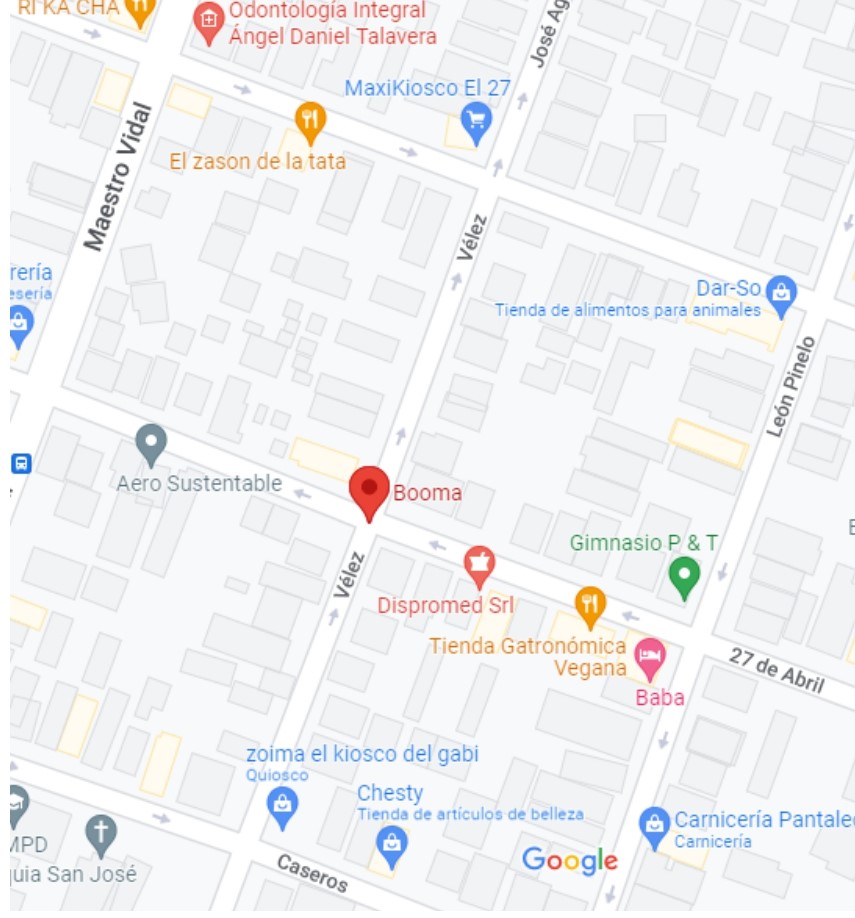 RI KA CHA
Odontología Integral
Ángel Daniel Talavera
José Ag
MaxiKiosco El 27
El zason de la tata
Maestro Vidal
Vélez
rería
esería
Dar-So
Tienda de alimentos para animales
León Pinelo
Aero Sustentable
Booma
Vélez
Gimnasio P & T
Dispromed Srl
Tienda Gatronómica
Vegana
Baba
27 de Abril
zoima el kiosco del gabi
Quiosco
Chesty
Tienda de artículos de belleza
Carnicería Pantale
Carnicería
MPD
quia San José
Caseros
Google